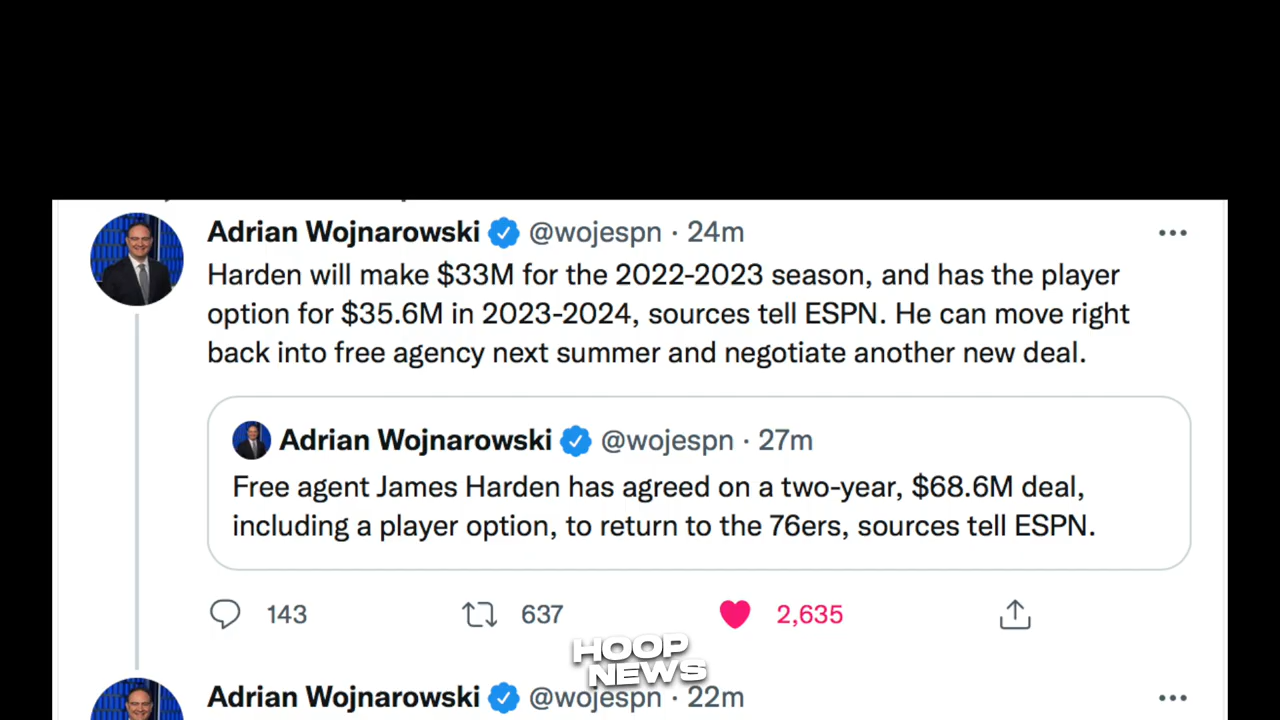 Adrian Wojnarowski @wojespn · 24m
Harden will make $33M for the 2022-2023 season, and has the player
option for $35.6M in 2023-2024, sources tell ESPN. He can move right
back into free agency next summer and negotiate another new deal.
Adrian Wojnarowski @wojespn · 27m
Free agent James Harden has agreed on a two-year, $68.6M deal,
including a player option, to return to the 76ers, sources tell ESPN.
143 637 2,635
HOOP
NEWS
Adrian Wojnarowski @wojespn · 22m